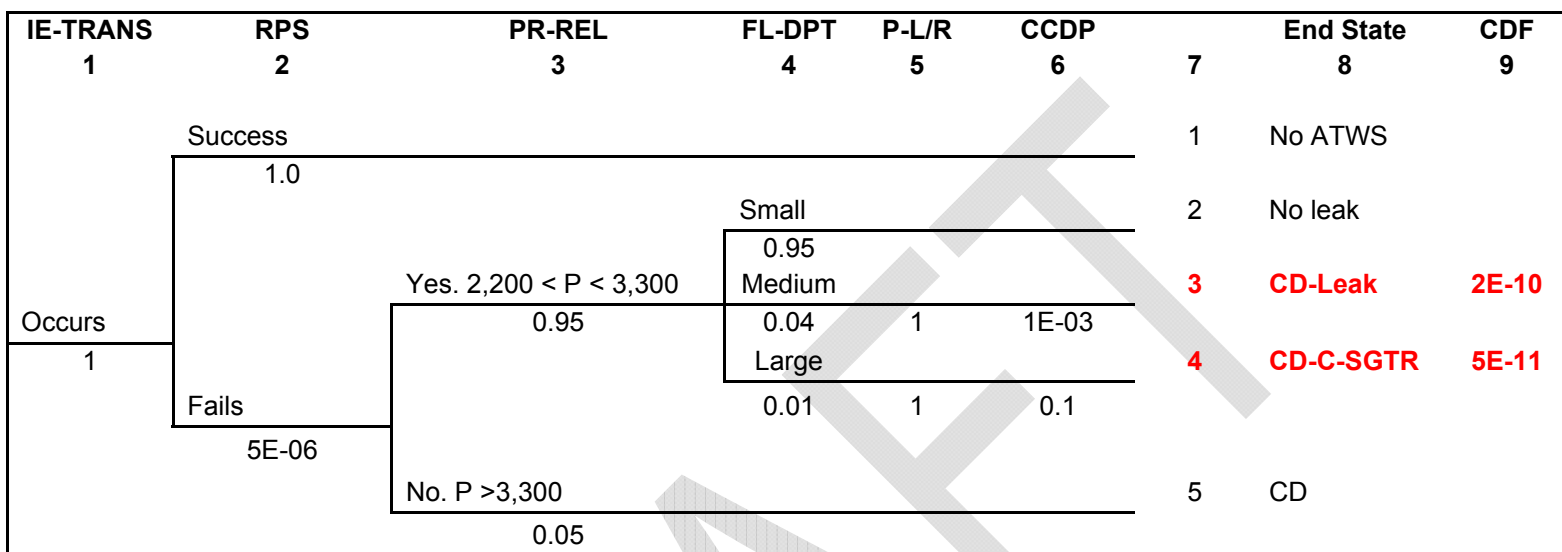 IE-TRANS RPS PR-REL FL-DPT P-L/R CCDP End State CDF
1 2 3 4 5 6 7 8 9
Success 1 No ATWS
1.0
Small 2 No leak
0.95
Yes. 2,200 < P < 3,300 Medium 3 CD-Leak 2E-10
Occurs 0.95 0.04 1 1E-03
1 Large 4 CD-C-SGTR 5E-11
Fails 0.01 1 0.1
5E-06
No. P >3,300 5 CD
0.05